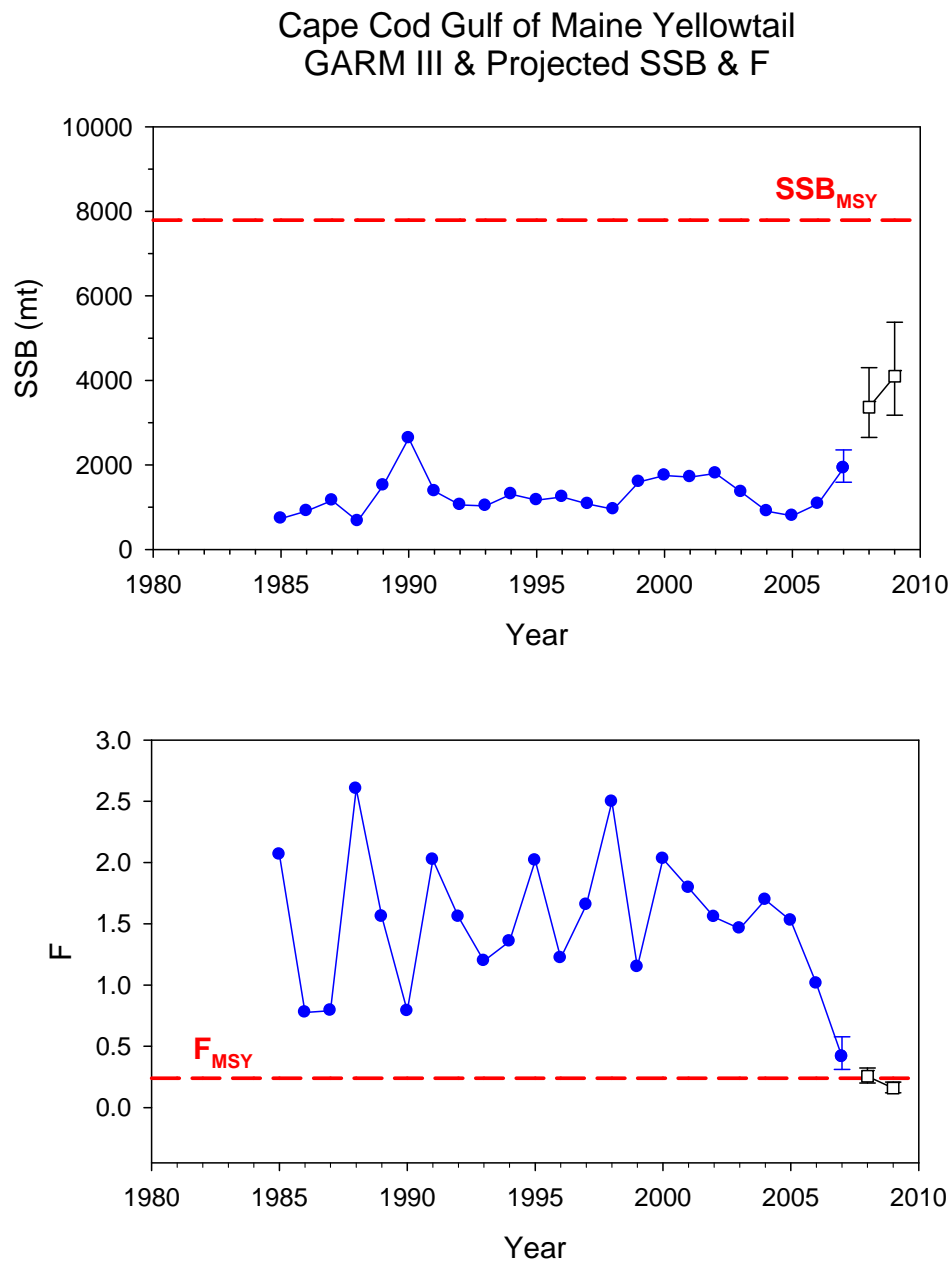 Cape Cod Gulf of Maine Yellowtail
GARM III & Projected SSB & F
10000
8000
6000
4000
2000
0
SSB (mt)
SSBMSY
1980 1985 1990 1995 2000 2005 2010
Year
3.0
2.5
2.0
1.5
1.0
0.5
0.0
F
FMSY
1980 1985 1990 1995 2000 2005 2010
Year